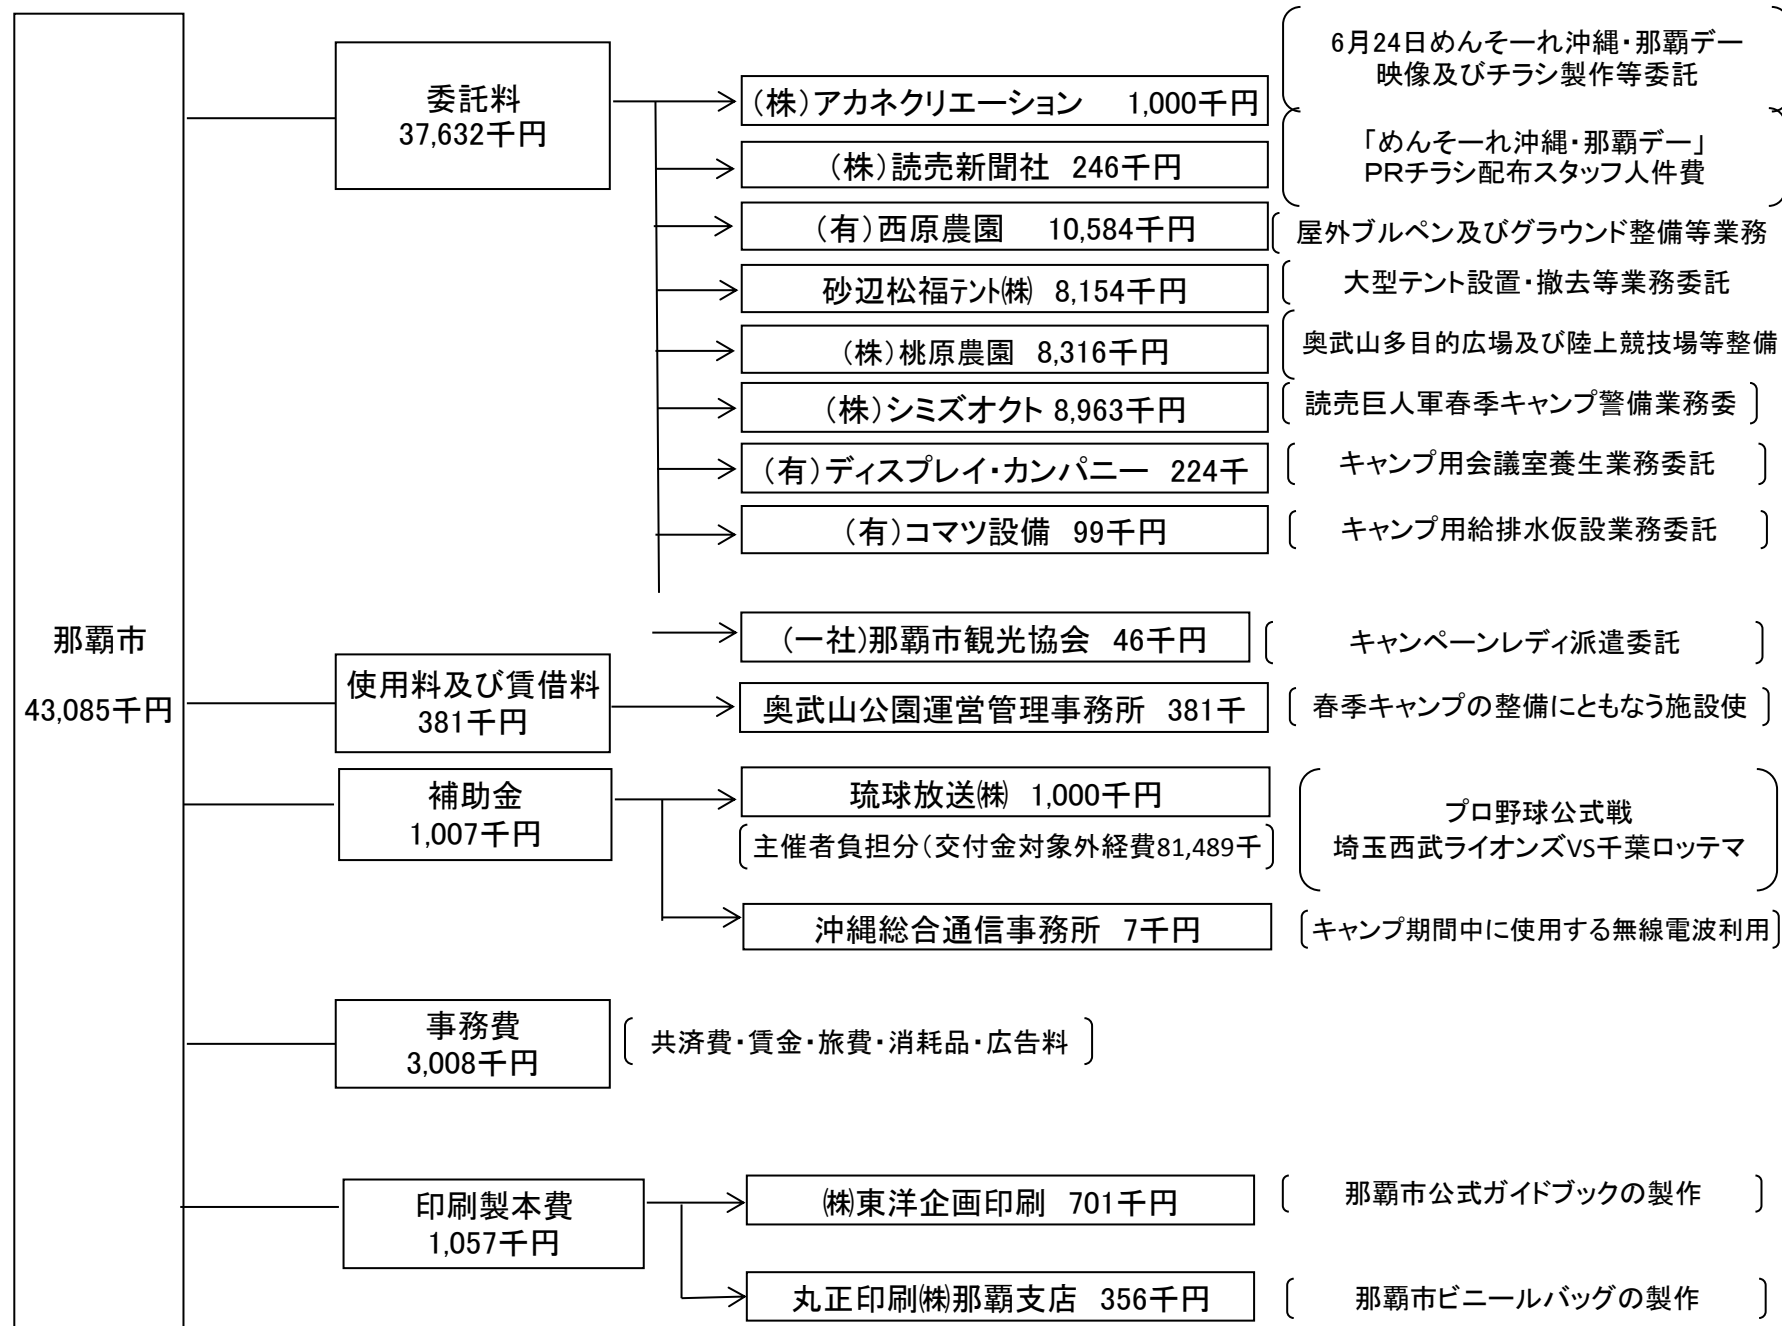 那覇市
43,085千円
委託料
37,632千円
(株)アカネクリエーション 1,000千円
6月24日めんそーれ沖縄・那覇デー
映像及びチラシ製作等委託
(株)読売新聞社 246千円
「めんそーれ沖縄・那覇デー」
PRチラシ配布スタッフ人件費
(有)西原農園 10,584千円
屋外ブルペン及びグラウンド整備等業務
砂辺松福テント㈱ 8,154千円
大型テント設置・撤去等業務委託
(株)桃原農園 8,316千円
奥武山多目的広場及び陸上競技場等整備
(株)シミズオクト 8,963千円
読売巨人軍春季キャンプ警備業務委
(有)ディスプレイ・カンパニー 224千
キャンプ用会議室養生業務委託
(有)コマツ設備 99千円
キャンプ用給排水仮設業務委託
(一社)那覇市観光協会 46千円
キャンペーンレディ派遣委託
使用料及び賃借料
381千円
奥武山公園運営管理事務所 381千
春季キャンプの整備にともなう施設使
補助金
1,007千円
琉球放送㈱ 1,000千円
主催者負担分(交付金対象外経費81,489千
プロ野球公式戦
埼玉西武ライオンズVS千葉ロッテマ
沖縄総合通信事務所 7千円
キャンプ期間中に使用する無線電波利用
事務費
3,008千円
共済費・賃金・旅費・消耗品・広告料
印刷製本費
1,057千円
㈱東洋企画印刷 701千円
那覇市公式ガイドブックの製作
丸正印刷㈱那覇支店 356千円
那覇市ビニールバッグの製作